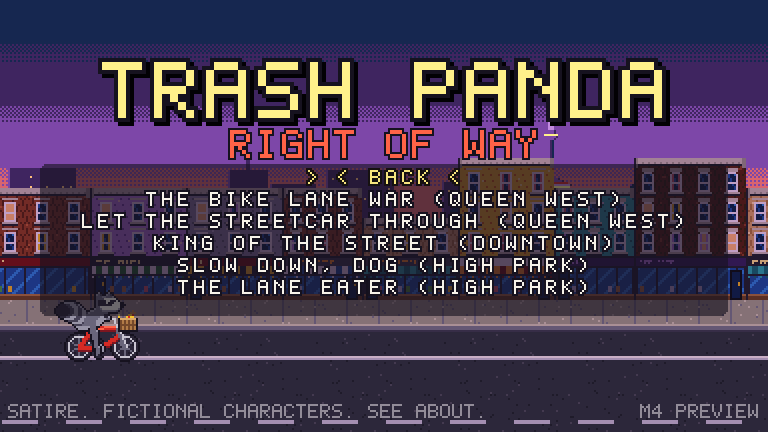 TRASH PANDA
RIGHT OF WAY
> < BACK <
THE BIKE LANE WAR (QUEEN WEST)
LET THE STREETCAR THROUGH (QUEEN WEST)
KING OF THE STREET (DOWNTOWN)
SLOW DOWN, DOG (HIGH PARK)
THE LANE EATER (HIGH PARK)
SATIRE. FICTIONAL CHARACTERS. SEE ABOUT.
M4 PREVIEW